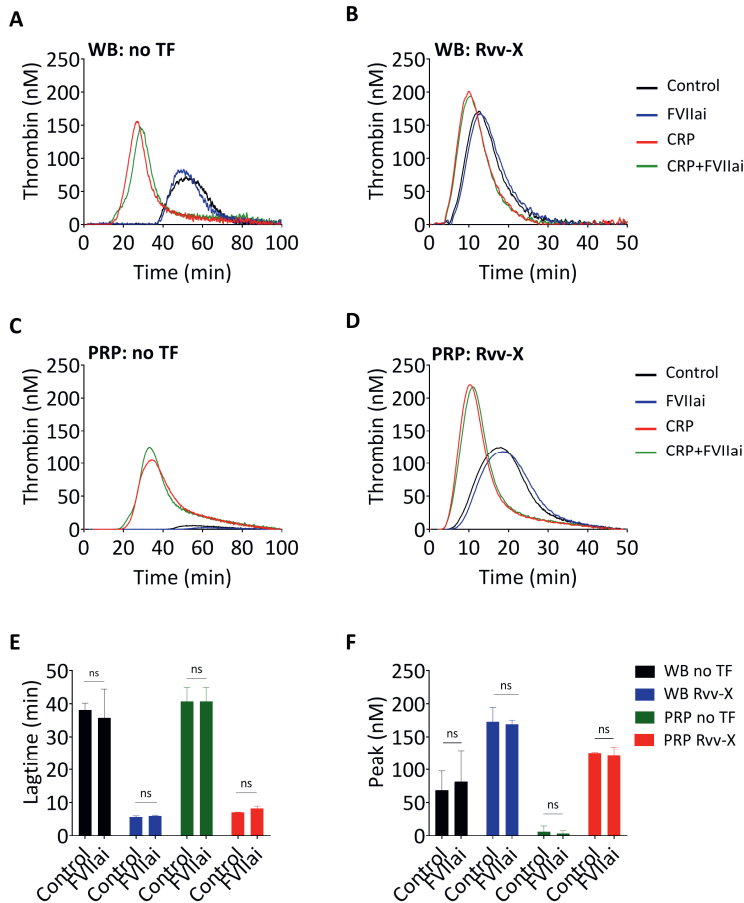 A
WB: no TF
Thrombin (nM)
250
200
150
100
50
0
0 20 40 60 80 100
Time (min)
B
WB: Rvv-X
Thrombin (nM)
250
200
150
100
50
0
0 10 20 30 40 50
Time (min)
Control
FVIIai
CRP
CRP+FVIIai
C
PRP: no TF
Thrombin (nM)
250
200
150
100
50
0
0 20 40 60 80 100
Time (min)
D
PRP: Rvv-X
Thrombin (nM)
250
200
150
100
50
0
0 10 20 30 40 50
Time (min)
Control
FVIIai
CRP
CRP+FVIIai
E
Lagtime (min)
50
40
30
20
10
0
ns
ns
ns
ns
Control
FVIIai
Control
FVIIai
Control
FVIIai
Control
FVIIai
F
Peak (nM)
250
200
150
100
50
0
ns
ns
ns
ns
Control
FVIIai
Control
FVIIai
Control
FVIIai
Control
FVIIai
WB no TF
WB Rvv-X
PRP no TF
PRP Rvv-X